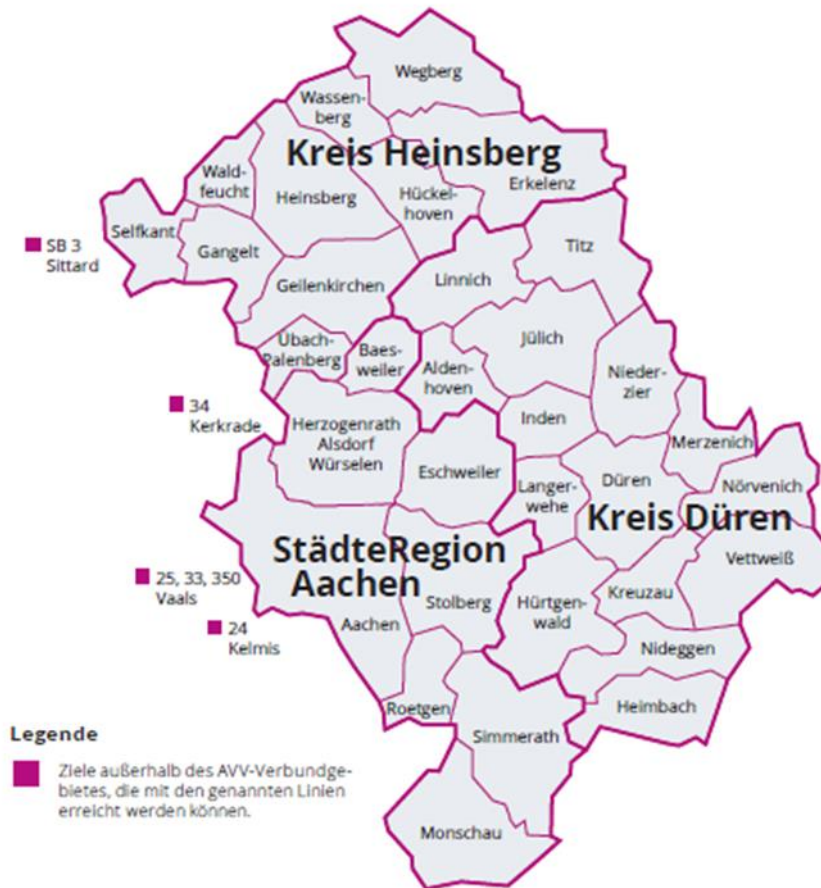 Wegberg
Wassen-
berg
Kreis Heinsberg
Erkelenz
Wald-
feucht
Heinsberg
Hückel-
hoven
Selfkant
Gangelt
SB 3
Sittard
Titz
Linnich
Geilenkirchen
Übach-
Palenberg
Baes-
weiler
Alden-
hoven
Jülich
Nieder-
zier
34
Kerkrade
Herzogenrath
Alsdorf
Würselen
Inden
Merzenich
Eschweiler
Langer-
wehe
Düren
Nörvenich
Kreis Düren
StädteRegion
Aachen
Vettweiß
25, 33, 350
Vaals
Stolberg
Hürtgen-
wald
Kreuzau
24
Kelmis
Aachen
Nideggen
Roetgen
Heimbach
Simmerath
Monschau
Legende
Ziele außerhalb des AVV-Verbundge-
bietes, die mit den genannten Linien
erreicht werden können.